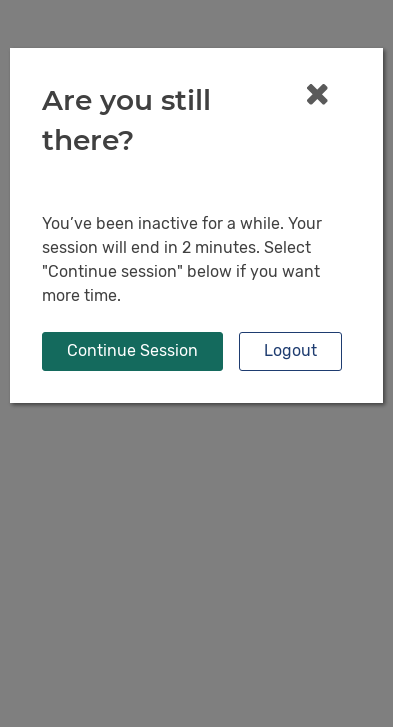 Are you still
there?
You’ve been inactive for a while. Your
session will end in 2 minutes. Select
"Continue session" below if you want
more time.
Continue Session
Logout